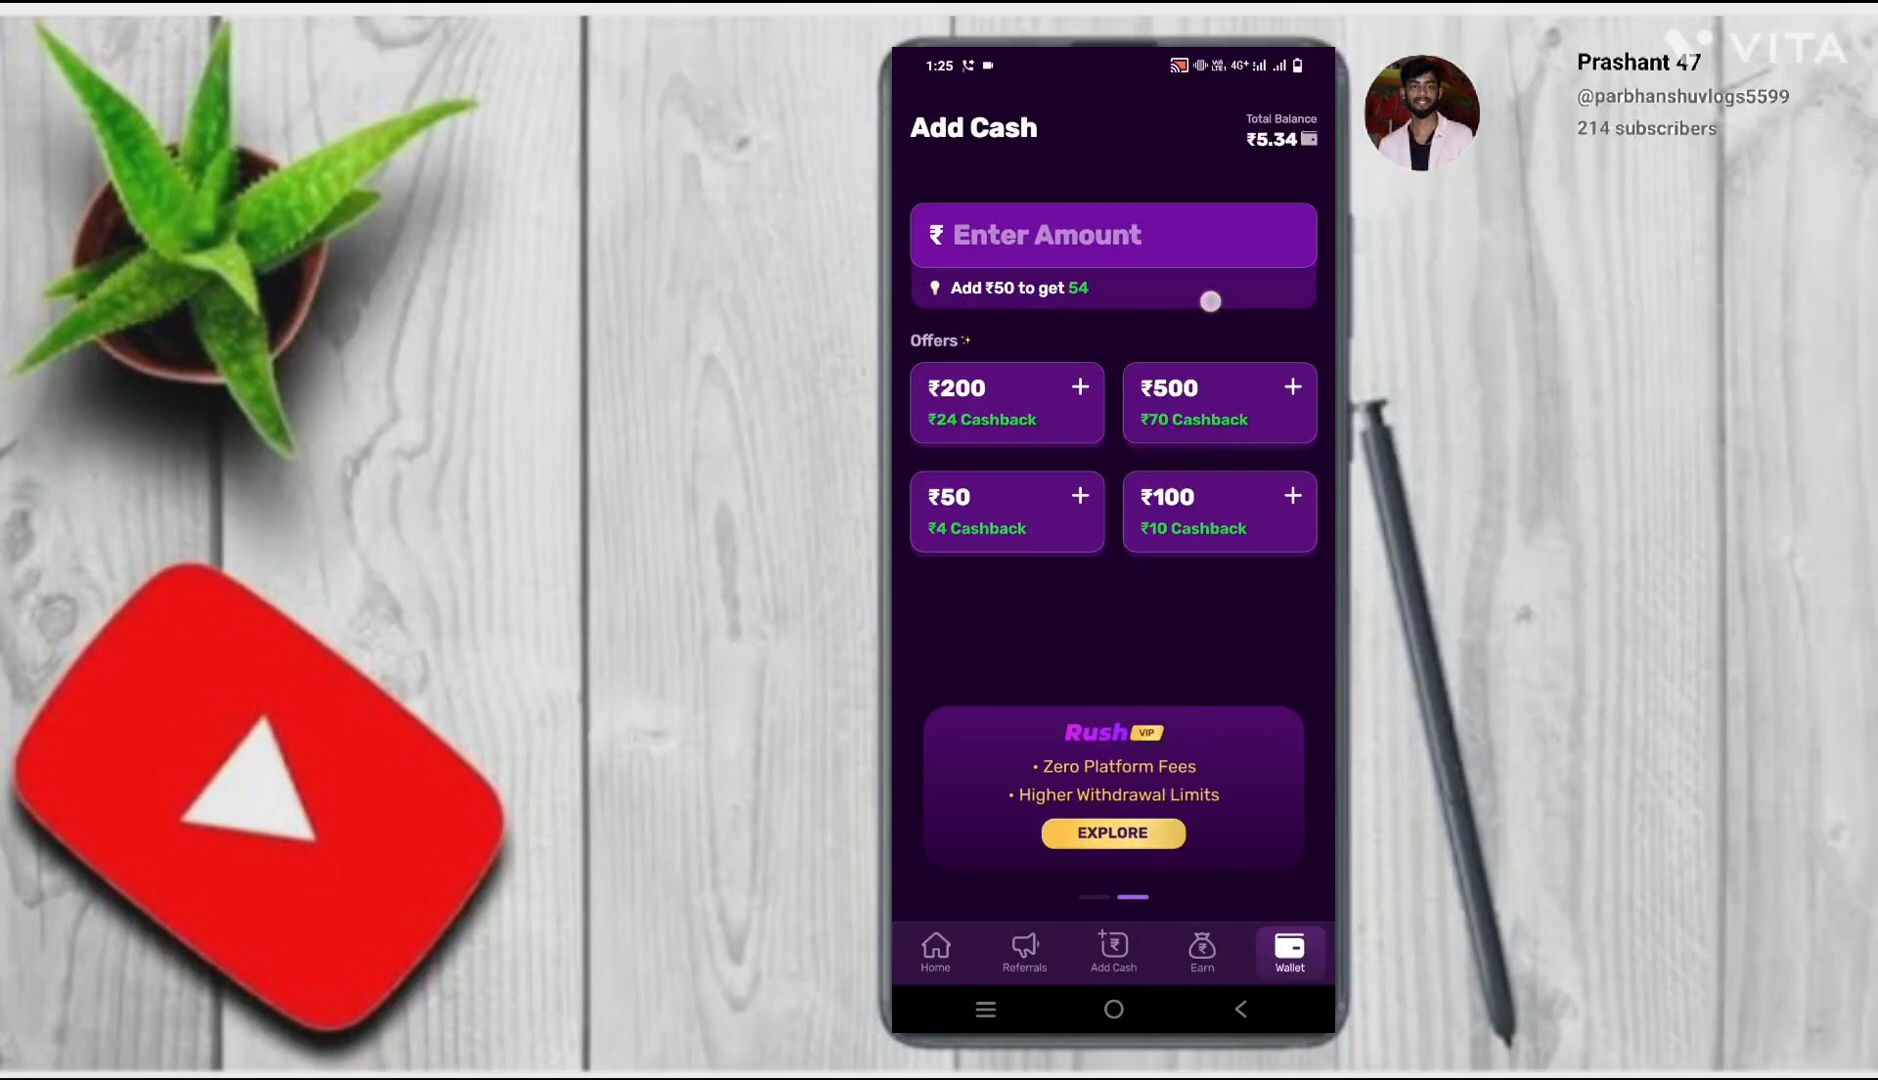 VITA
Prashant 47
@parbhanshuvlogs5599
214 subscribers
1:25
4G+
Add Cash
Total Balance
₹5.34
₹ Enter Amount
Add ₹50 to get 54
Offers
₹200 +
₹24 Cashback
₹500 +
₹70 Cashback
₹50 +
₹4 Cashback
₹100 +
₹10 Cashback
Rush VIP
• Zero Platform Fees
• Higher Withdrawal Limits
EXPLORE
Home
Referrals
Add Cash
Earn
Wallet